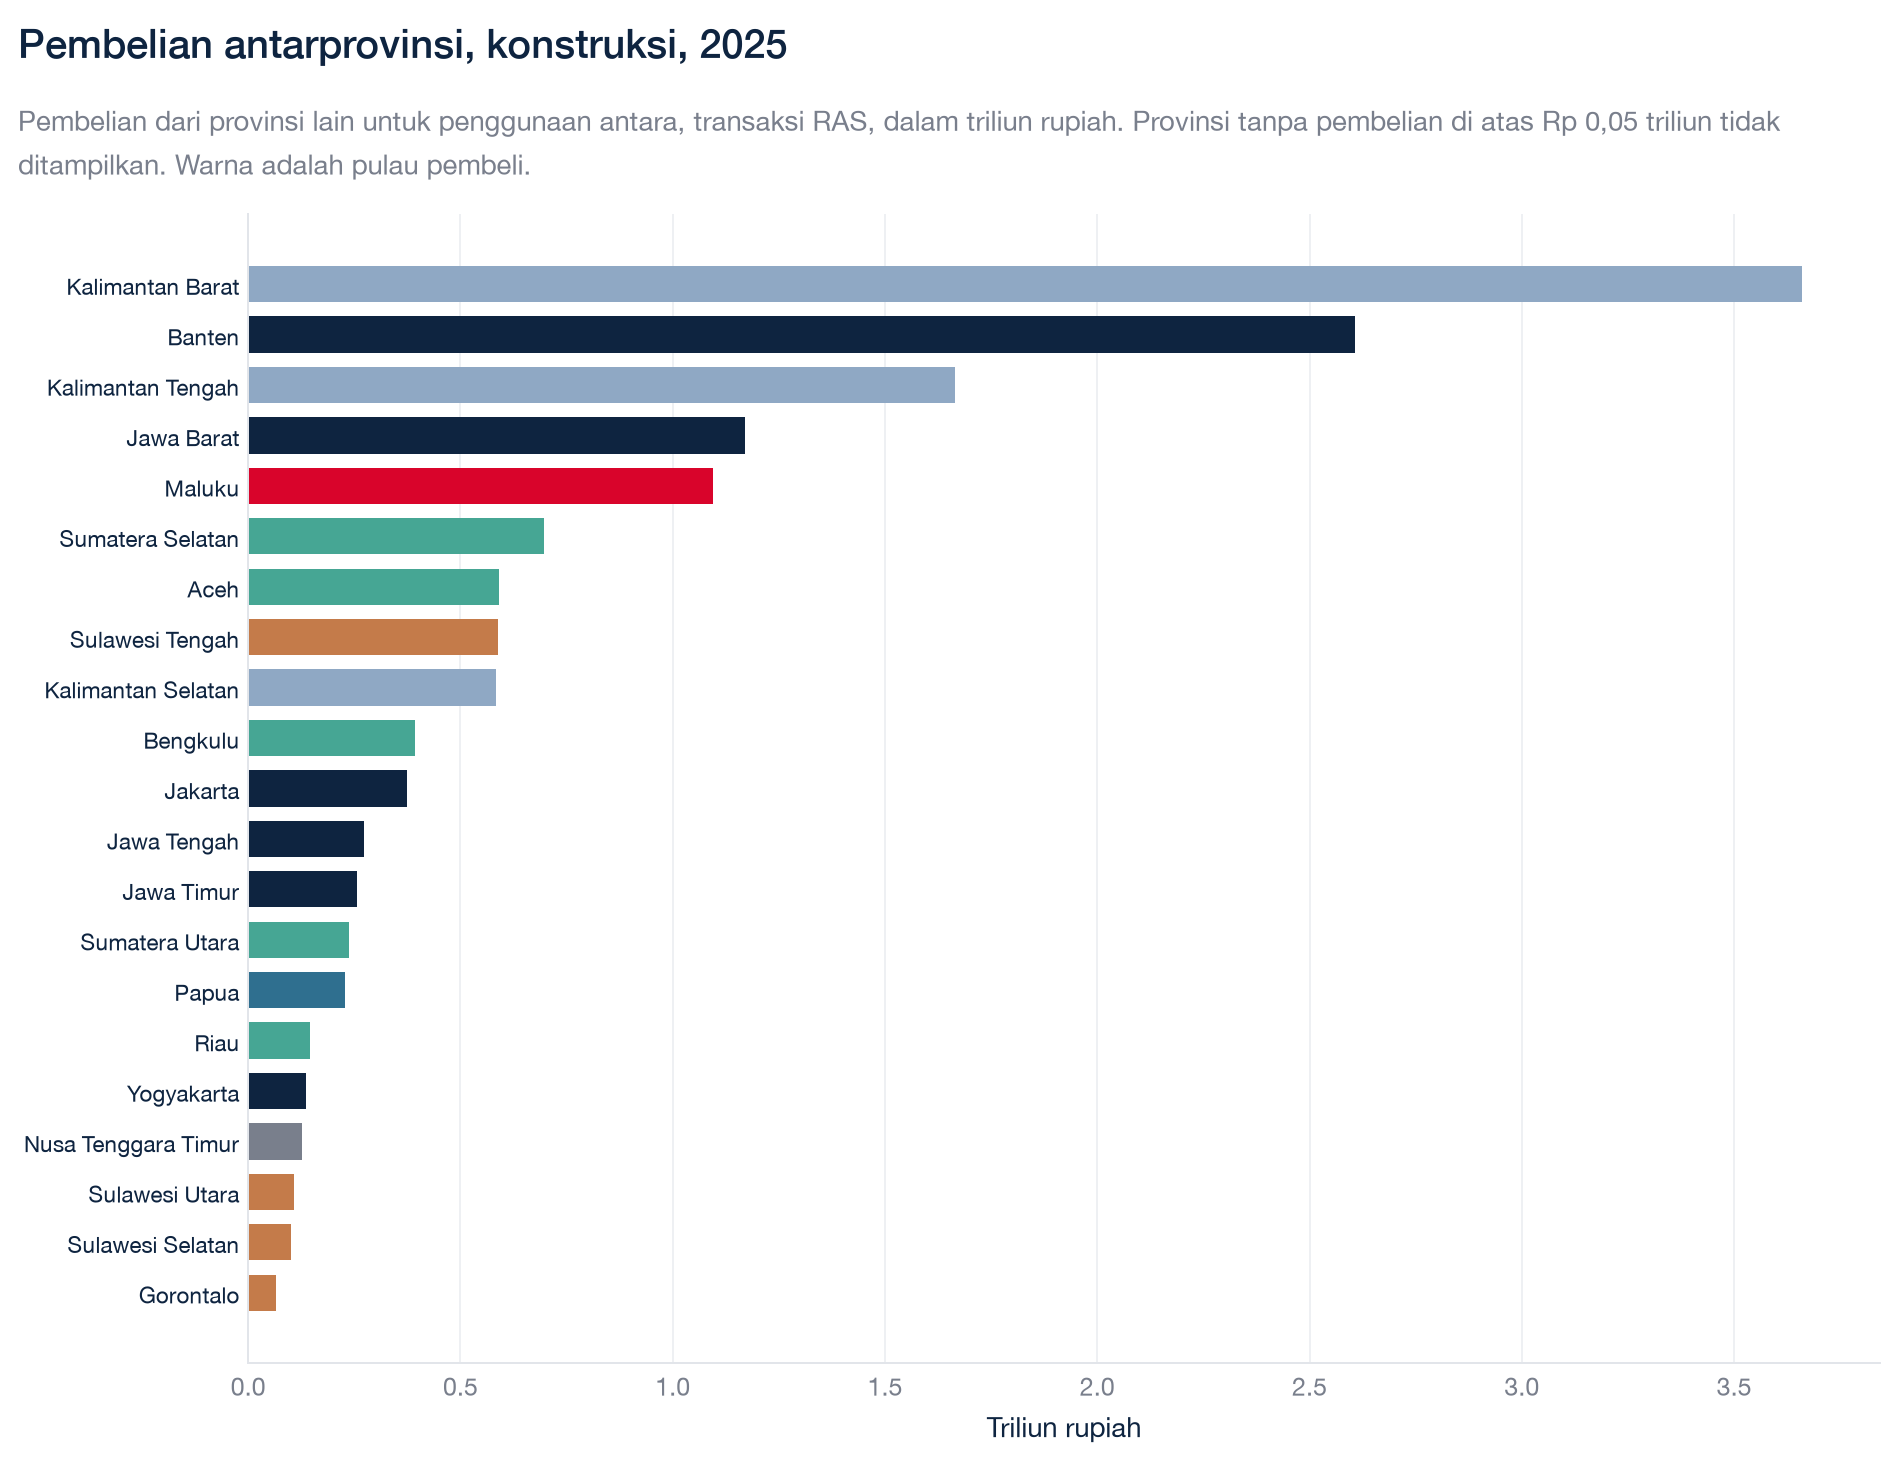 Pembelian antarprovinsi, konstruksi, 2025
Pembelian dari provinsi lain untuk penggunaan antara, transaksi RAS, dalam triliun rupiah. Provinsi tanpa pembelian di atas Rp 0,05 triliun tidak
ditampilkan. Warna adalah pulau pembeli.
Kalimantan Barat
Banten
Kalimantan Tengah
Jawa Barat
Maluku
Sumatera Selatan
Aceh
Sulawesi Tengah
Kalimantan Selatan
Bengkulu
Jakarta
Jawa Tengah
Jawa Timur
Sumatera Utara
Papua
Riau
Yogyakarta
Nusa Tenggara Timur
Sulawesi Utara
Sulawesi Selatan
Gorontalo
0.0 0.5 1.0 1.5 2.0 2.5 3.0 3.5
Triliun rupiah